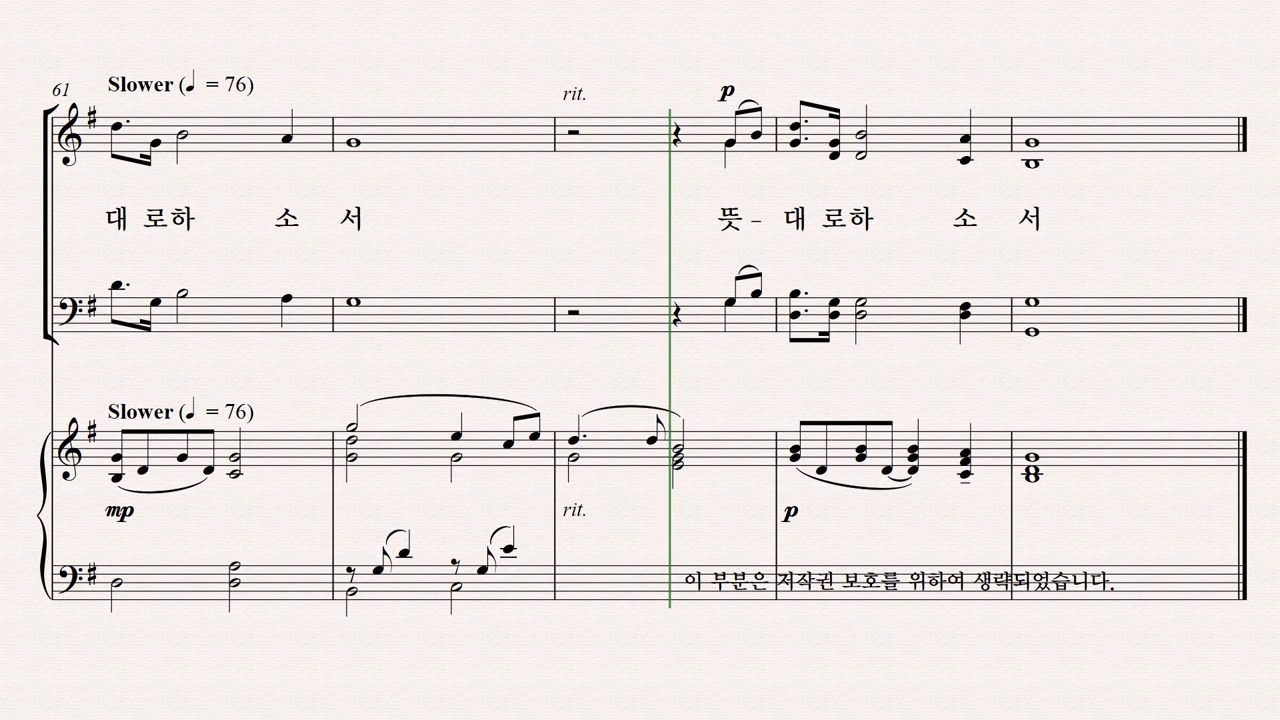 61
Slower (♩ = 76)
rit.
p
대 로하 소 서 뜻 - 대 로하 소 서
Slower (♩ = 76)
mp
rit.
p
이 부분은 저작권 보호를 위하여 생략되었습니다.